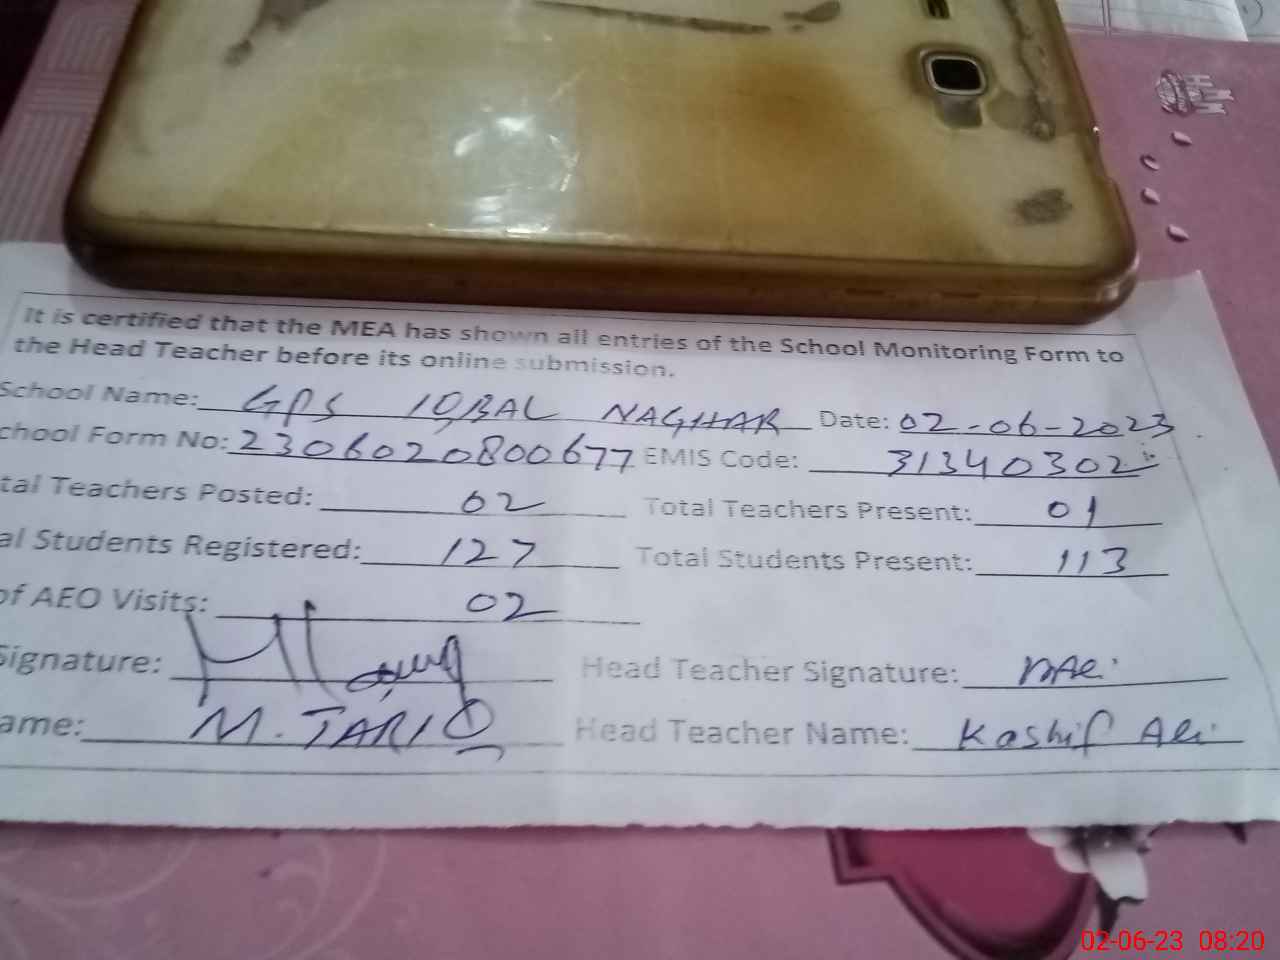 It is certified that the MEA has shown all entries of the School Monitoring Form to
the Head Teacher before its online submission.
School Name: GPS IQBAL NAGHAR Date: 02-06-2023
chool Form No: 2306020800677 EMIS Code: 31340302
tal Teachers Posted: 02 Total Teachers Present: 01
al Students Registered: 127 Total Students Present: 113
of AEO Visits: 02
Signature: Head Teacher Signature:
ame: M. TARIQ Head Teacher Name: Kashif Ali
02-06-23 08:20